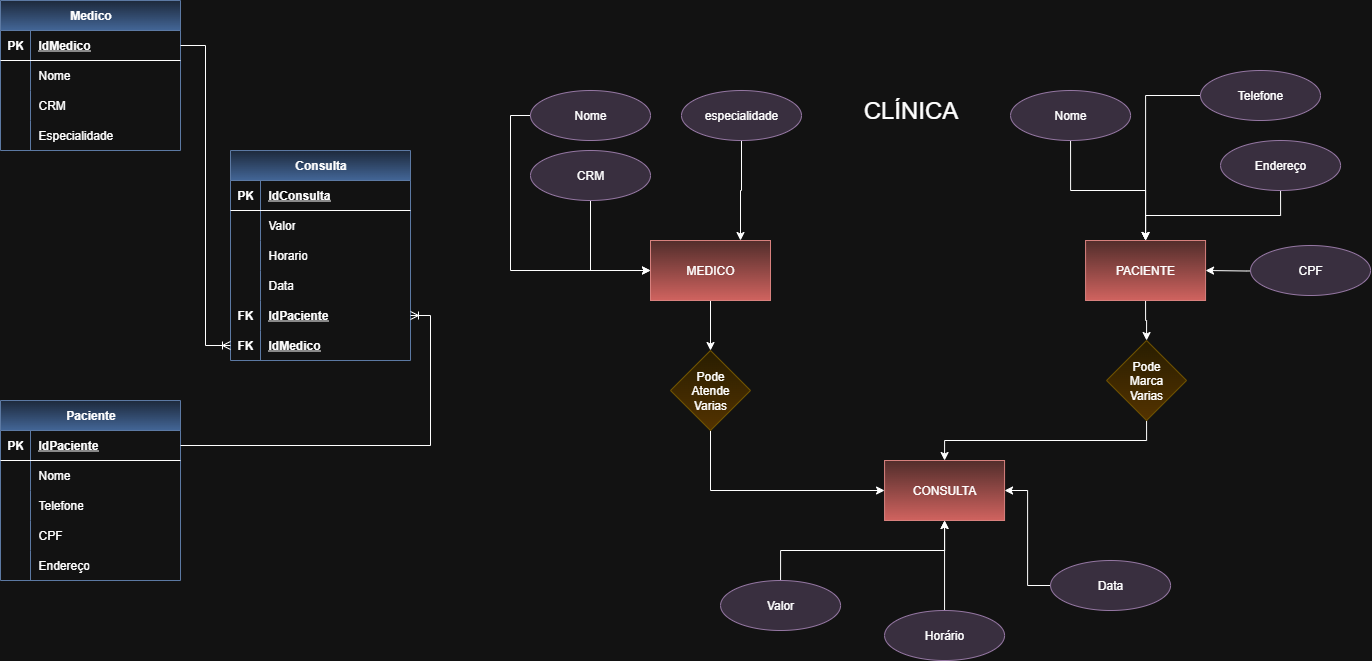 Medico
PK IdMedico
Nome
CRM
Especialidade
Consulta
PK IdConsulta
Valor
Horario
Data
FK IdPaciente
FK IdMedico
Paciente
PK IdPaciente
Nome
Telefone
CPF
Endereço
CLÍNICA
Nome
especialidade
CRM
MEDICO
Nome
Telefone
Endereço
PACIENTE
CPF
Pode
Atende
Varias
Pode
Marca
Varias
CONSULTA
Valor
Horário
Data